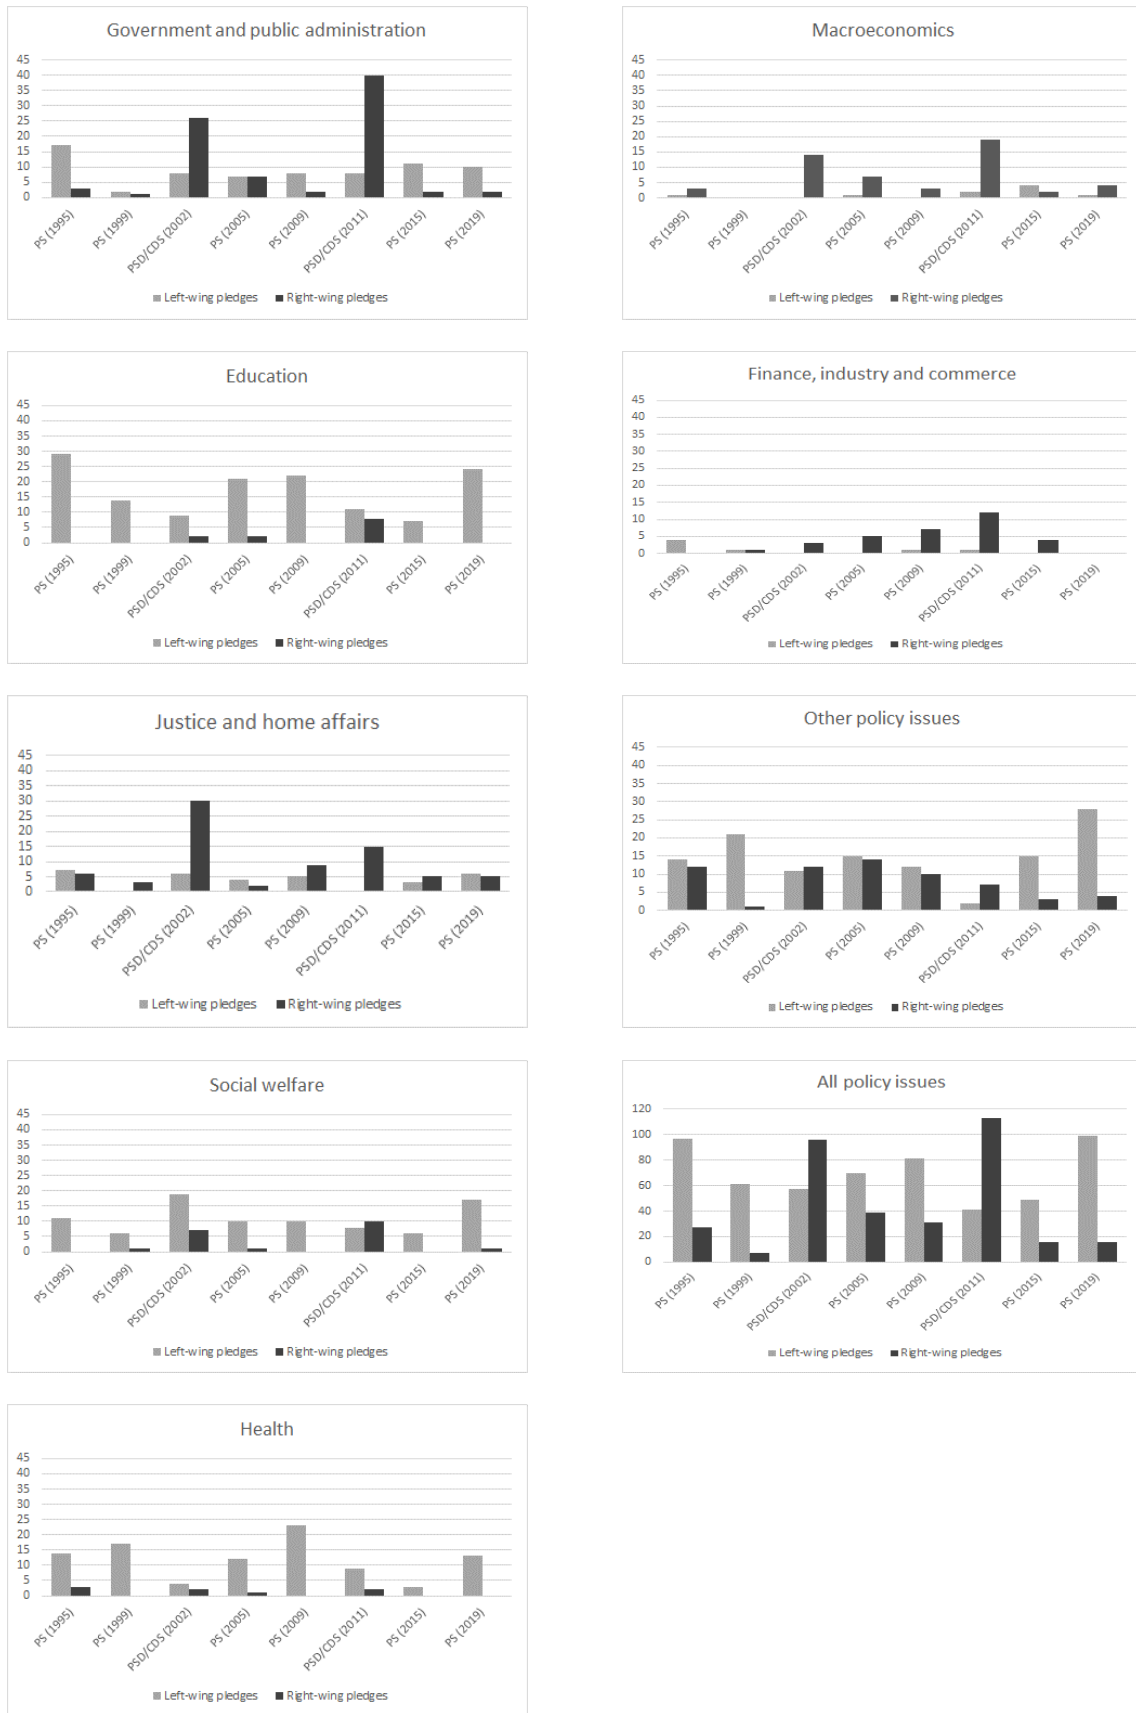 Government and public administration
45
40
35
30
25
20
15
10
5
0
PS (1995)
PS (1999)
PSD/CDS (2002)
PS (2005)
PS (2009)
PSD/CDS (2011)
PS (2015)
PS (2019)
Left-wing pledges Right-wing pledges
Macroeconomics
45
40
35
30
25
20
15
10
5
0
PS (1995)
PS (1999)
PSD/CDS (2002)
PS (2005)
PS (2009)
PSD/CDS (2011)
PS (2015)
PS (2019)
Left-wing pledges Right-wing pledges
Education
45
40
35
30
25
20
15
10
5
0
PS (1995)
PS (1999)
PSD/CDS (2002)
PS (2005)
PS (2009)
PSD/CDS (2011)
PS (2015)
PS (2019)
Left-wing pledges Right-wing pledges
Finance, industry and commerce
45
40
35
30
25
20
15
10
5
0
PS (1995)
PS (1999)
PSD/CDS (2002)
PS (2005)
PS (2009)
PSD/CDS (2011)
PS (2015)
PS (2019)
Left-wing pledges Right-wing pledges
Justice and home affairs
45
40
35
30
25
20
15
10
5
0
PS (1995)
PS (1999)
PSD/CDS (2002)
PS (2005)
PS (2009)
PSD/CDS (2011)
PS (2015)
PS (2019)
Left-wing pledges Right-wing pledges
Other policy issues
45
40
35
30
25
20
15
10
5
0
PS (1995)
PS (1999)
PSD/CDS (2002)
PS (2005)
PS (2009)
PSD/CDS (2011)
PS (2015)
PS (2019)
Left-wing pledges Right-wing pledges
Social welfare
45
40
35
30
25
20
15
10
5
0
PS (1995)
PS (1999)
PSD/CDS (2002)
PS (2005)
PS (2009)
PSD/CDS (2011)
PS (2015)
PS (2019)
Left-wing pledges Right-wing pledges
All policy issues
120
100
80
60
40
20
0
PS (1995)
PS (1999)
PSD/CDS (2002)
PS (2005)
PS (2009)
PSD/CDS (2011)
PS (2015)
PS (2019)
Left-wing pledges Right-wing pledges
Health
45
40
35
30
25
20
15
10
5
0
PS (1995)
PS (1999)
PSD/CDS (2002)
PS (2005)
PS (2009)
PSD/CDS (2011)
PS (2015)
PS (2019)
Left-wing pledges Right-wing pledges